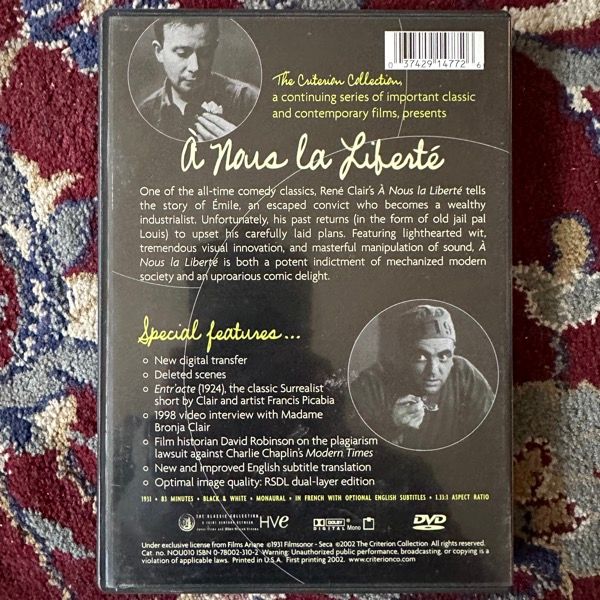 0 37429 14772 6
The Criterion Collection,
a continuing series of important classic
and contemporary films, presents
À Nous la Liberté
One of the all-time comedy classics, René Clair's À Nous la Liberté tells
the story of Émile, an escaped convict who becomes a wealthy
industrialist. Unfortunately, his past returns (in the form of old jail pal
Louis) to upset his carefully laid plans. Featuring lighthearted wit,
tremendous visual innovation, and masterful manipulation of sound, À
Nous la Liberté is both a potent indictment of mechanized modern
society and an uproarious comic delight.
Special features...
New digital transfer
Deleted scenes
Entr'acte (1924), the classic Surrealist
short by Clair and artist Francis Picabia
1998 video interview with Madame
Bronja Clair
Film historian David Robinson on the plagiarism
lawsuit against Charlie Chaplin's Modern Times
New and improved English subtitle translation
Optimal image quality: RSDL dual-layer edition
1931 • 83 MINUTES • BLACK & WHITE • MONAURAL • IN FRENCH WITH OPTIONAL ENGLISH SUBTITLES • 1.33:1 ASPECT RATIO
THE CLASSIC COLLECTION
A JOINT VENTURE BETWEEN
HVe
DOLBY DIGITAL Mono
DVD
Under exclusive license from Films Ariane ©1931 Filmsonor - Seca ©2002 The Criterion Collection All rights reserved.
Cat. no. NOU010 ISBN 0-78002-310-2 Warning: Unauthorized public performance, broadcasting, or copying is a
violation of applicable laws. Printed in U.S.A. First printing 2002. www.criterionco.com